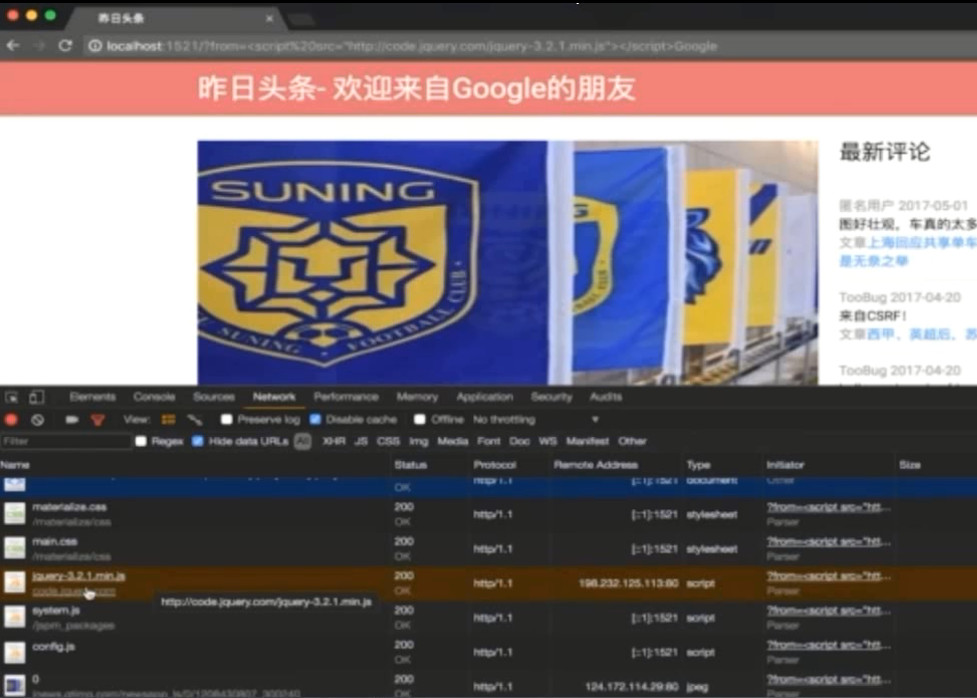 昨日头条
localhost:1521/?from=<script%20src="http://code.jquery.com/jquery-3.2.1.min.js"></script>Google
昨日头条- 欢迎来自Google的朋友
SUNING
SUNING FOOTBALL CLUB
最新评论
匿名用户 2017-05-01
图好壮观，车真的太多
文章上海回应共享单车
是无奈之举
TooBug 2017-04-20
来自CSRF！
文章西甲、英超后，苏
TooBug 2017-04-20
Elements Console Sources Network Performance Memory Application Security Audits
View: Preserve log Disable cache Offline No throttling
Filter Regex Hide data URLs All XHR JS CSS Img Media Font Doc WS Manifest Other
Name Status Protocol Remote Address Type Initiator Size
OK http/1.1 [::1]:1521 document Other
materialize.css 200 http/1.1 [::1]:1521 stylesheet ?from=<script src="htt...
/materialize/css OK Parser
main.css 200 http/1.1 [::1]:1521 stylesheet ?from=<script src="htt...
/materialize/css OK Parser
jquery-3.2.1.min.js 200 http/1.1 198.232.125.113:80 script ?from=<script src="htt...
code.jquery.com OK Parser
http://code.jquery.com/jquery-3.2.1.min.js
system.js 200 http/1.1 [::1]:1521 script ?from=<script src="htt...
/jspm_packages OK Parser
config.js 200 http/1.1 [::1]:1521 script ?from=<script src="htt...
OK Parser
0 200 http/1.1 124.172.114.29:80 jpeg ?from=<script src="htt...
OK Parser